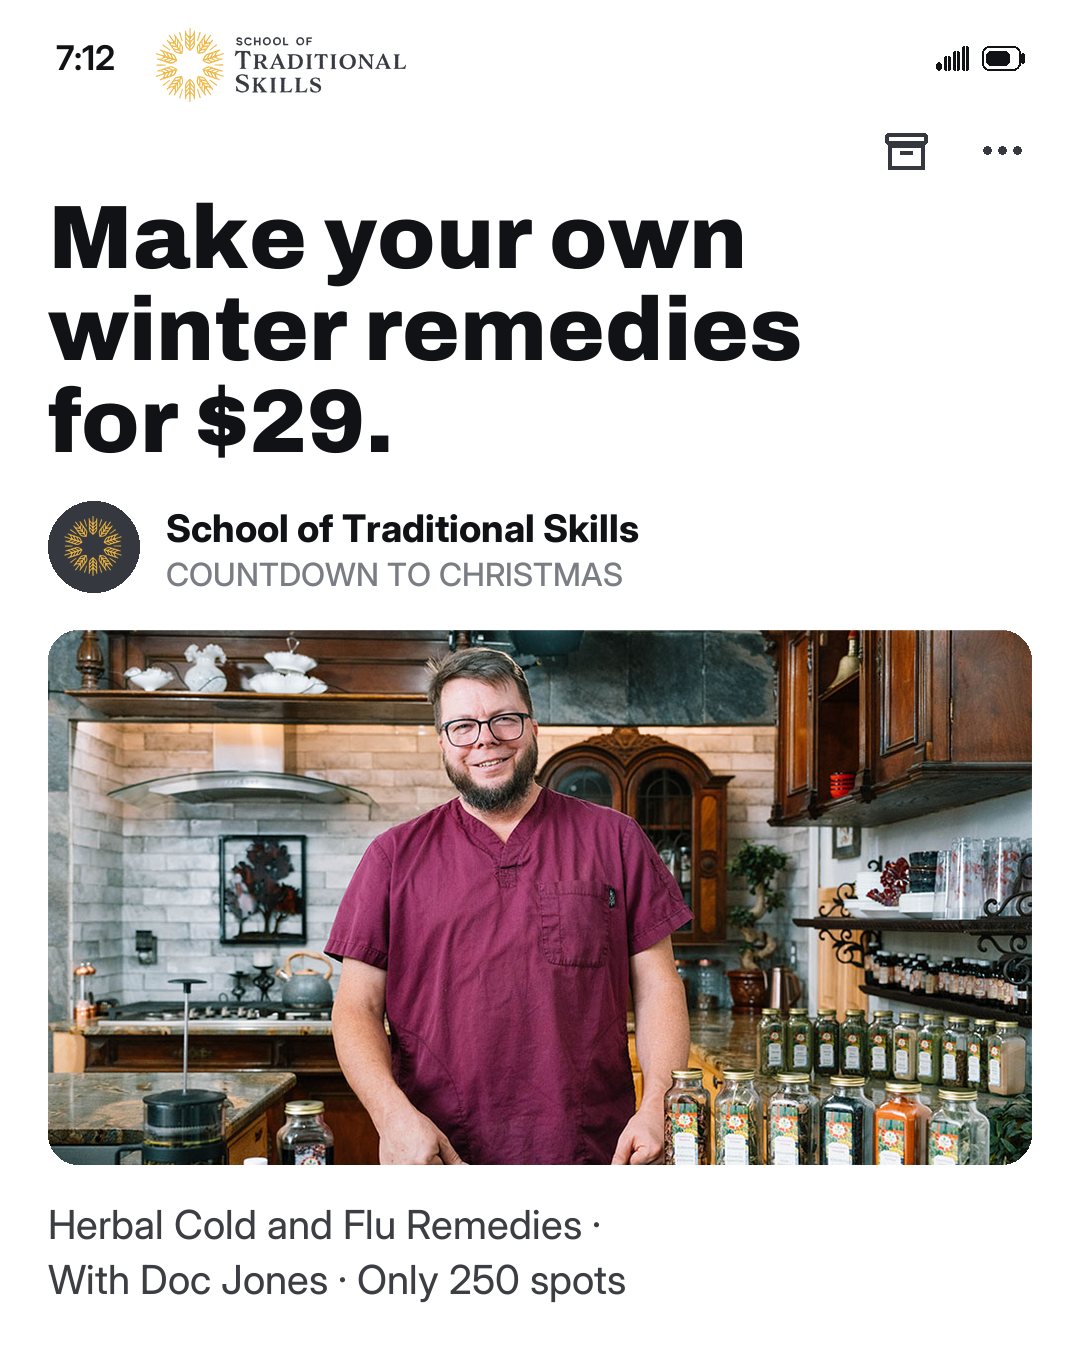 7:12
SCHOOL OF
TRADITIONAL
SKILLS
Make your own
winter remedies
for $29.
School of Traditional Skills
COUNTDOWN TO CHRISTMAS
Herbal Cold and Flu Remedies ·
With Doc Jones · Only 250 spots